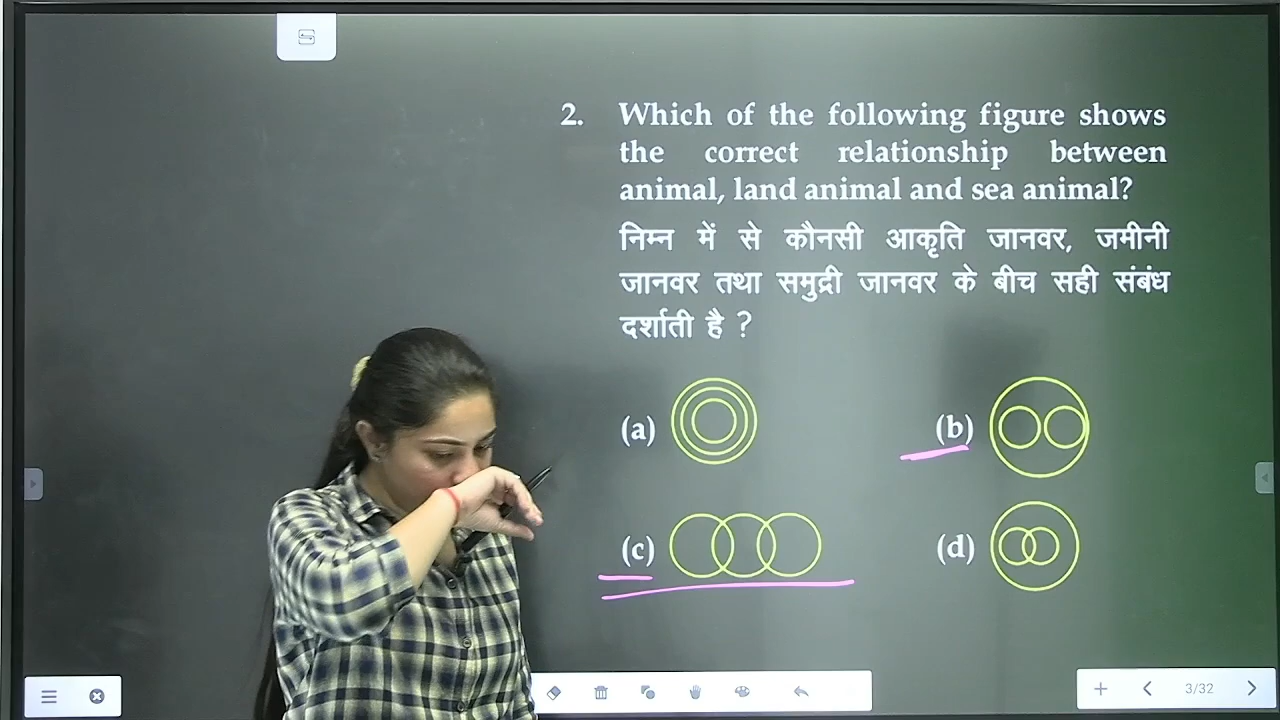 2. Which of the following figure shows
the correct relationship between
animal, land animal and sea animal?
निम्न में से कौनसी आकृति जानवर, जमीनी
जानवर तथा समुद्री जानवर के बीच सही संबंध
दर्शाती है ?
(a) (b)
(c) (d)
3/32